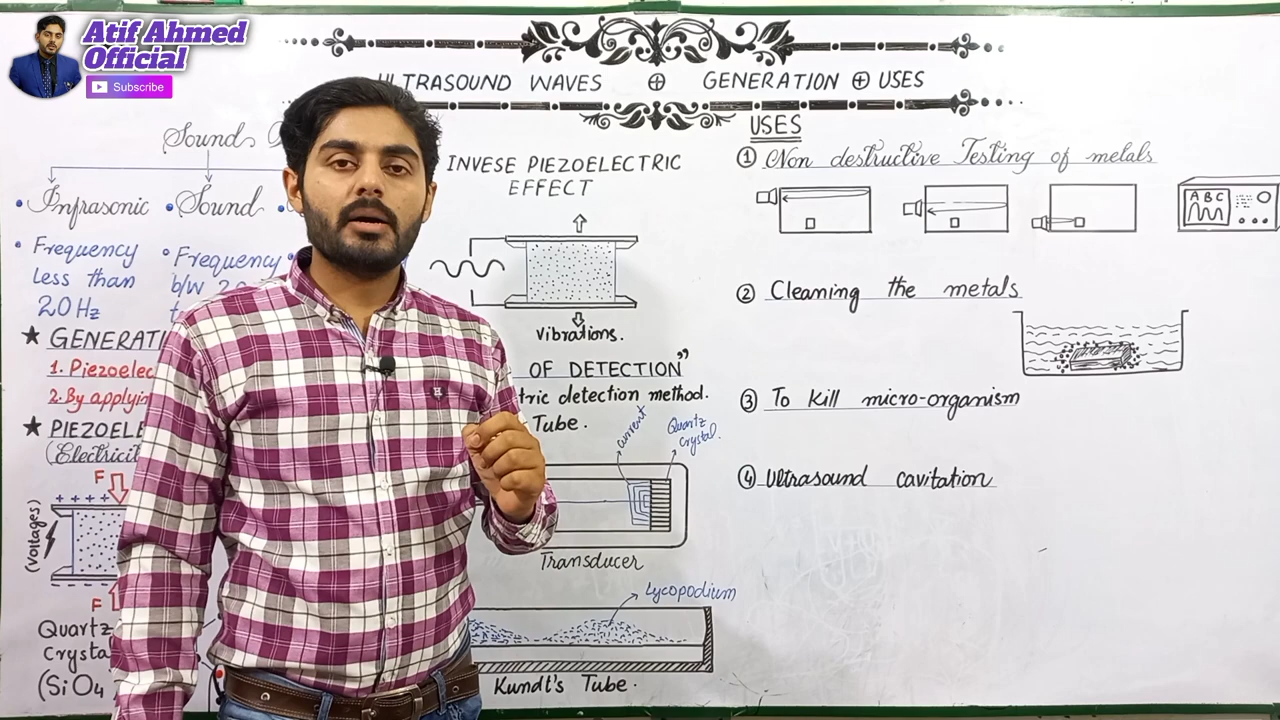 Atif Ahmed
Official
Subscribe
ULTRASOUND WAVES ⊕ GENERATION ⊕ USES
Sound
Infrasonic
Sound
Frequency
less than
20 Hz
Frequency
b/w
★ GENERATI
1. Piezoelec
2. By applyin
★ PIEZOELE
(Electricit
F
++++
(Voltages)
F
Quartz
Crysta
(SiO4
INVESE PIEZOELECTRIC
EFFECT
Vibrations.
OF DETECTION”
tric detection method.
Tube.
current
Quartz
crystal.
Transducer
Lycopodium
Kundt's Tube.
USES
① Non destructive Testing of metals
A B C
② Cleaning the metals
③ To kill micro-organism
④ Ultrasound cavitation